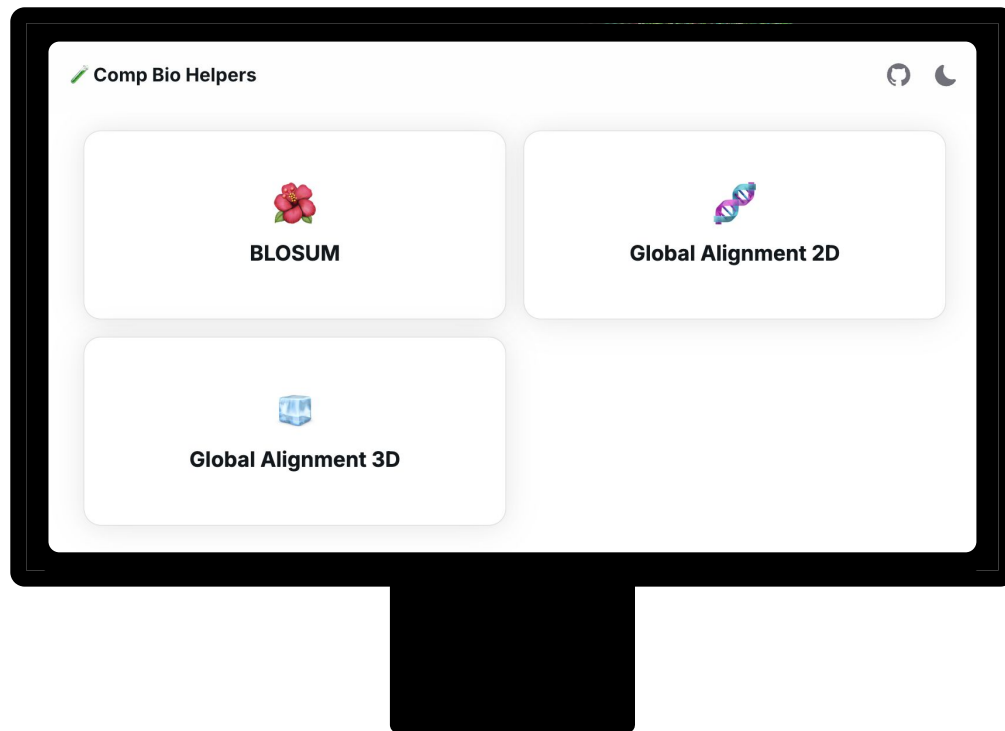 Comp Bio Helpers
BLOSUM
Global Alignment 2D
Global Alignment 3D